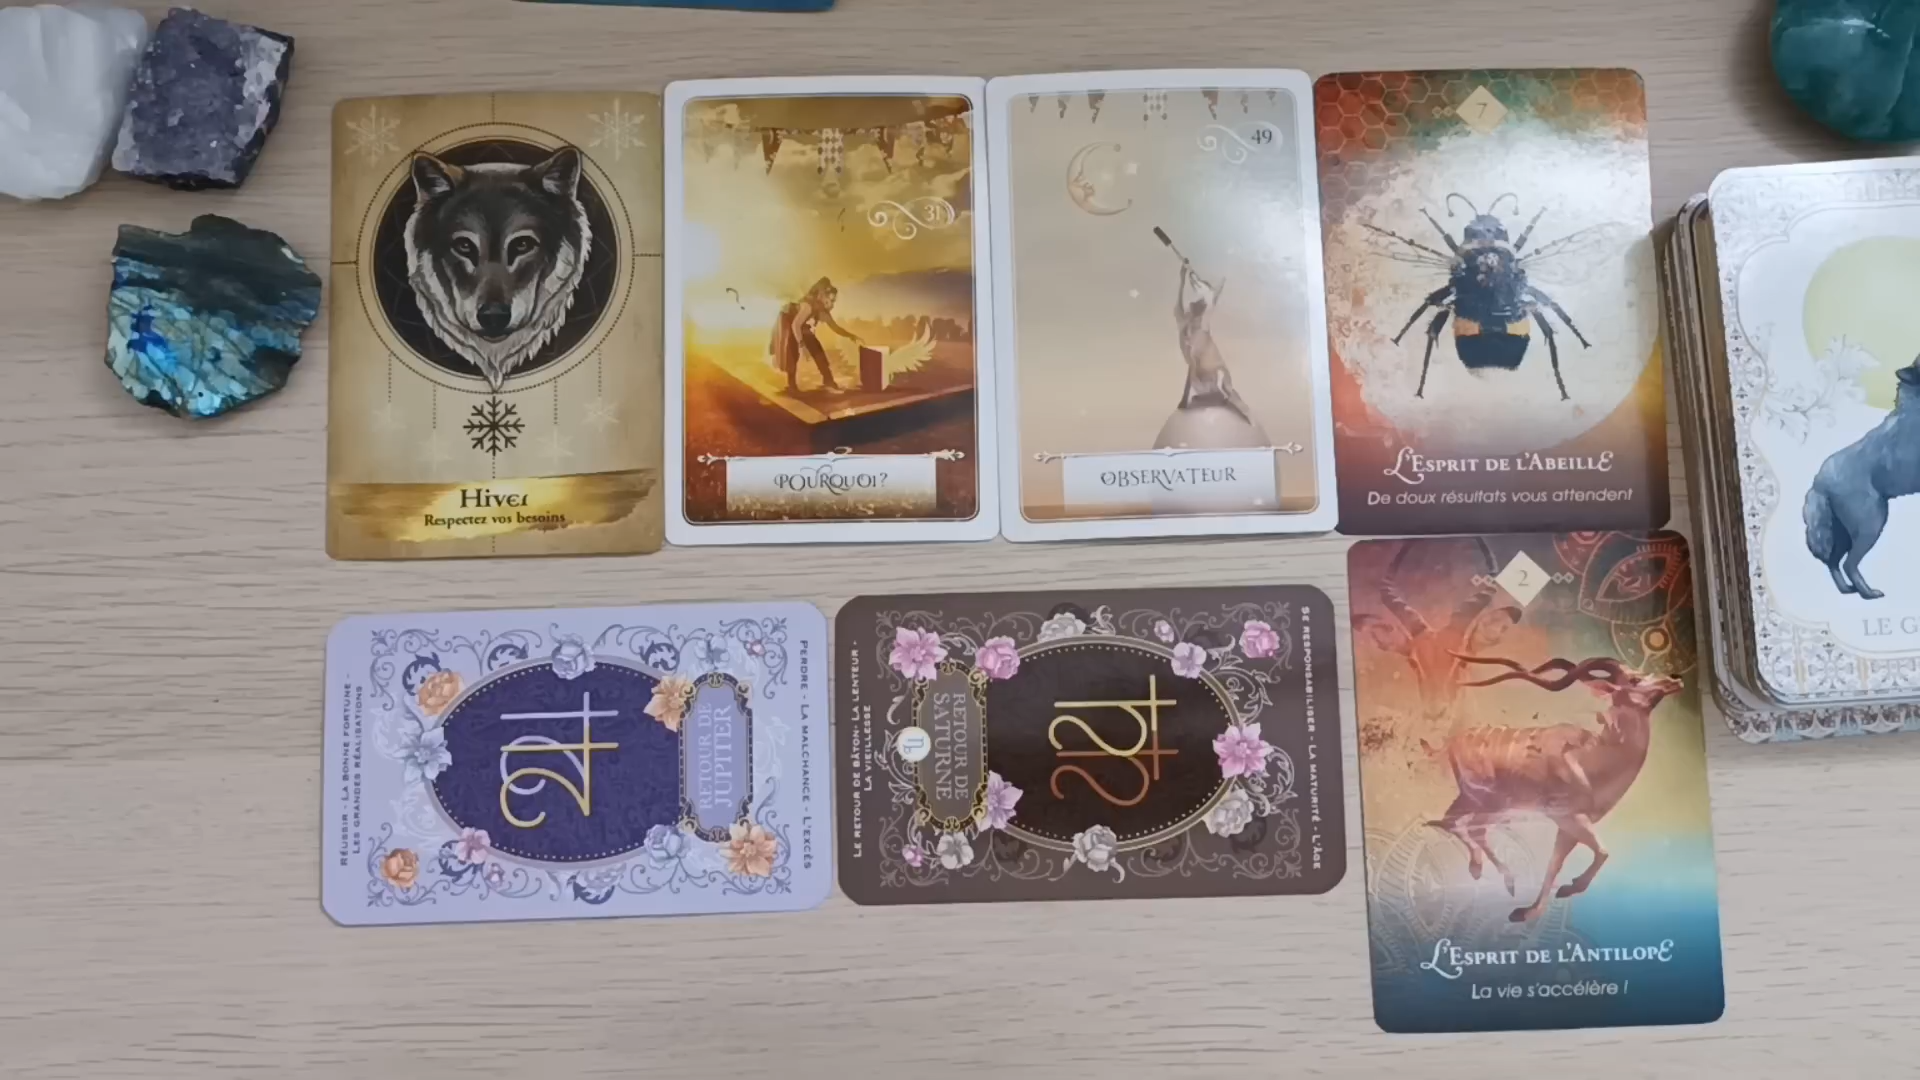 Hiver
Respectez vos besoins
31
POURQUOI?
49
OBSERVATEUR
7
L'ESPRIT DE L'ABEILLE
De doux résultats vous attendent
RÉUSSIR - LA BONNE FORTUNE -
LES GRANDES RÉALISATIONS
RETOUR DE
JUPITER
PERDRE - LA MALCHANCE - L'EXCÉS
LE RETOUR DE BÂTON - LA LENTEUR -
LA VIEILLESSE
RETOUR DE
SATURNE
SE RESPONSABILISER - LA MATURITÉ - L'ÂGE
2
L'ESPRIT DE L'ANTILOPE
La vie s'accélère !
LE G